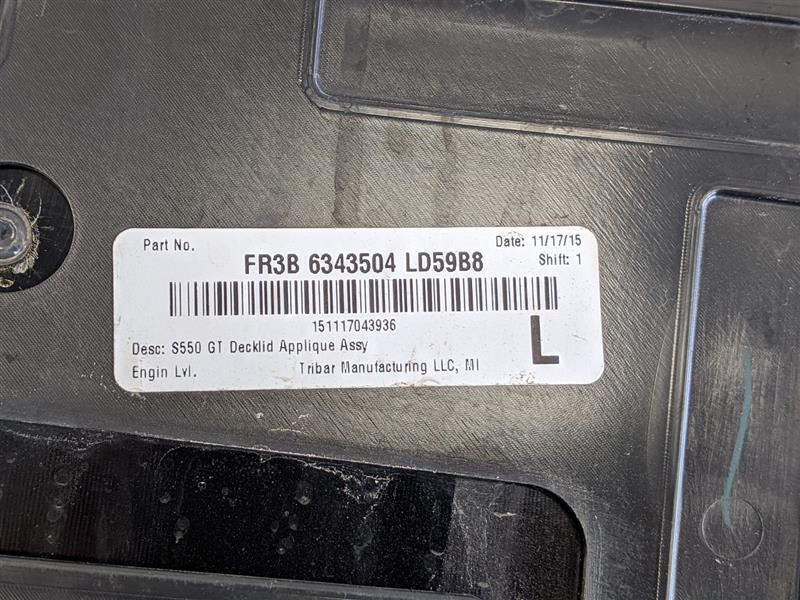 Part No.
Date: 11/17/15
FR3B 6343504 LD59B8
Shift: 1
151117043936
Desc: S550 GT Decklid Applique Assy
L
Engin Lvl.
Tribar Manufacturing LLC, MI